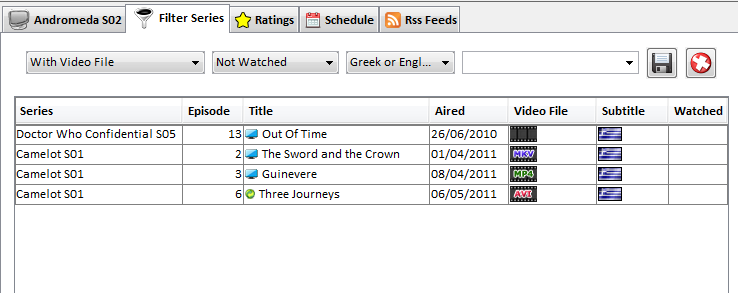 Andromeda S02 Filter Series Ratings Schedule Rss Feeds
With Video File Not Watched Greek or Engl...
Series Episode Title Aired Video File Subtitle Watched
Doctor Who Confidential S05 13 Out Of Time 26/06/2010
Camelot S01 2 The Sword and the Crown 01/04/2011 MKV
Camelot S01 3 Guinevere 08/04/2011 MP4
Camelot S01 6 Three Journeys 06/05/2011 AVI